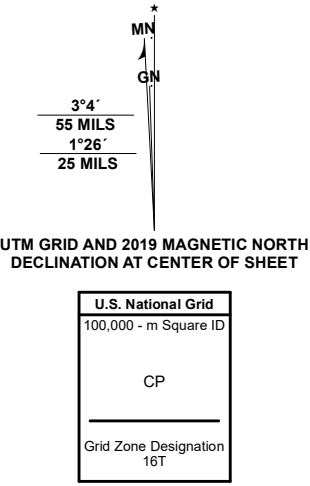 ★
MN
GN
3°4´
55 MILS
1°26´
25 MILS
UTM GRID AND 2019 MAGNETIC NORTH
DECLINATION AT CENTER OF SHEET
U.S. National Grid
100,000 - m Square ID
CP
Grid Zone Designation
16T